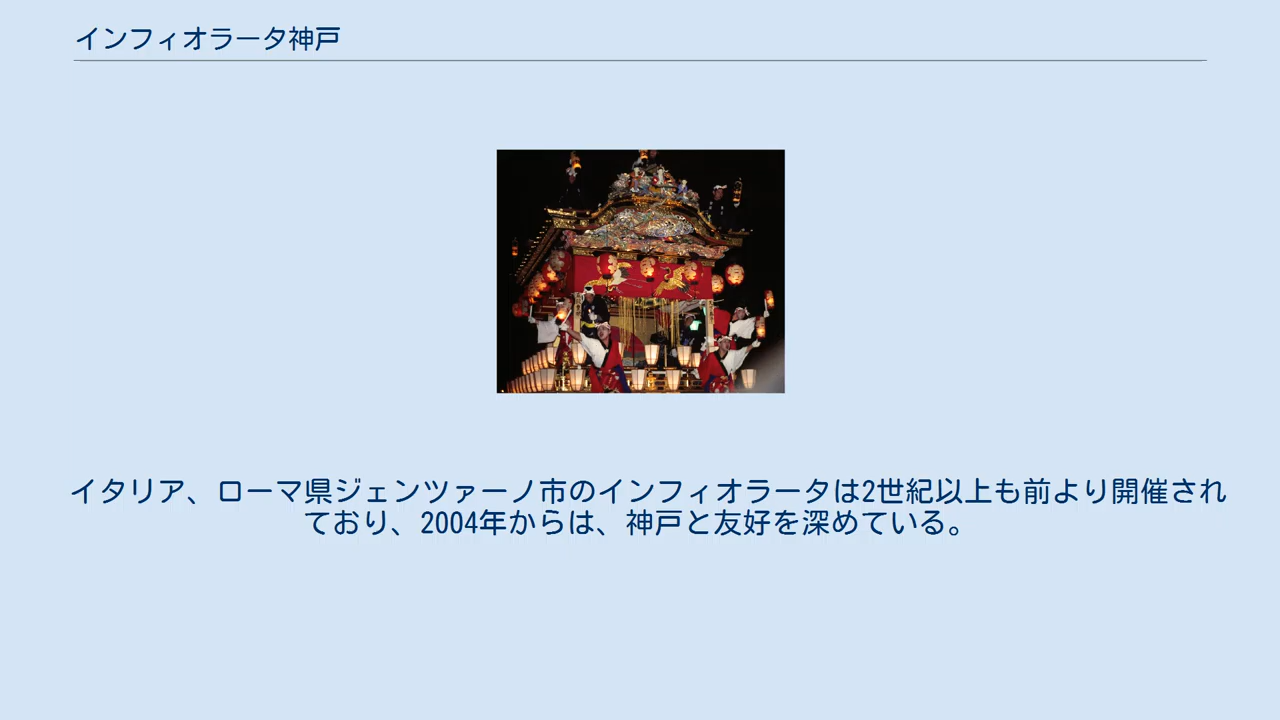 インフィオラータ神戸
イタリア、ローマ県ジェンツァーノ市のインフィオラータは2世紀以上も前より開催され
ており、2004年からは、神戸と友好を深めている。